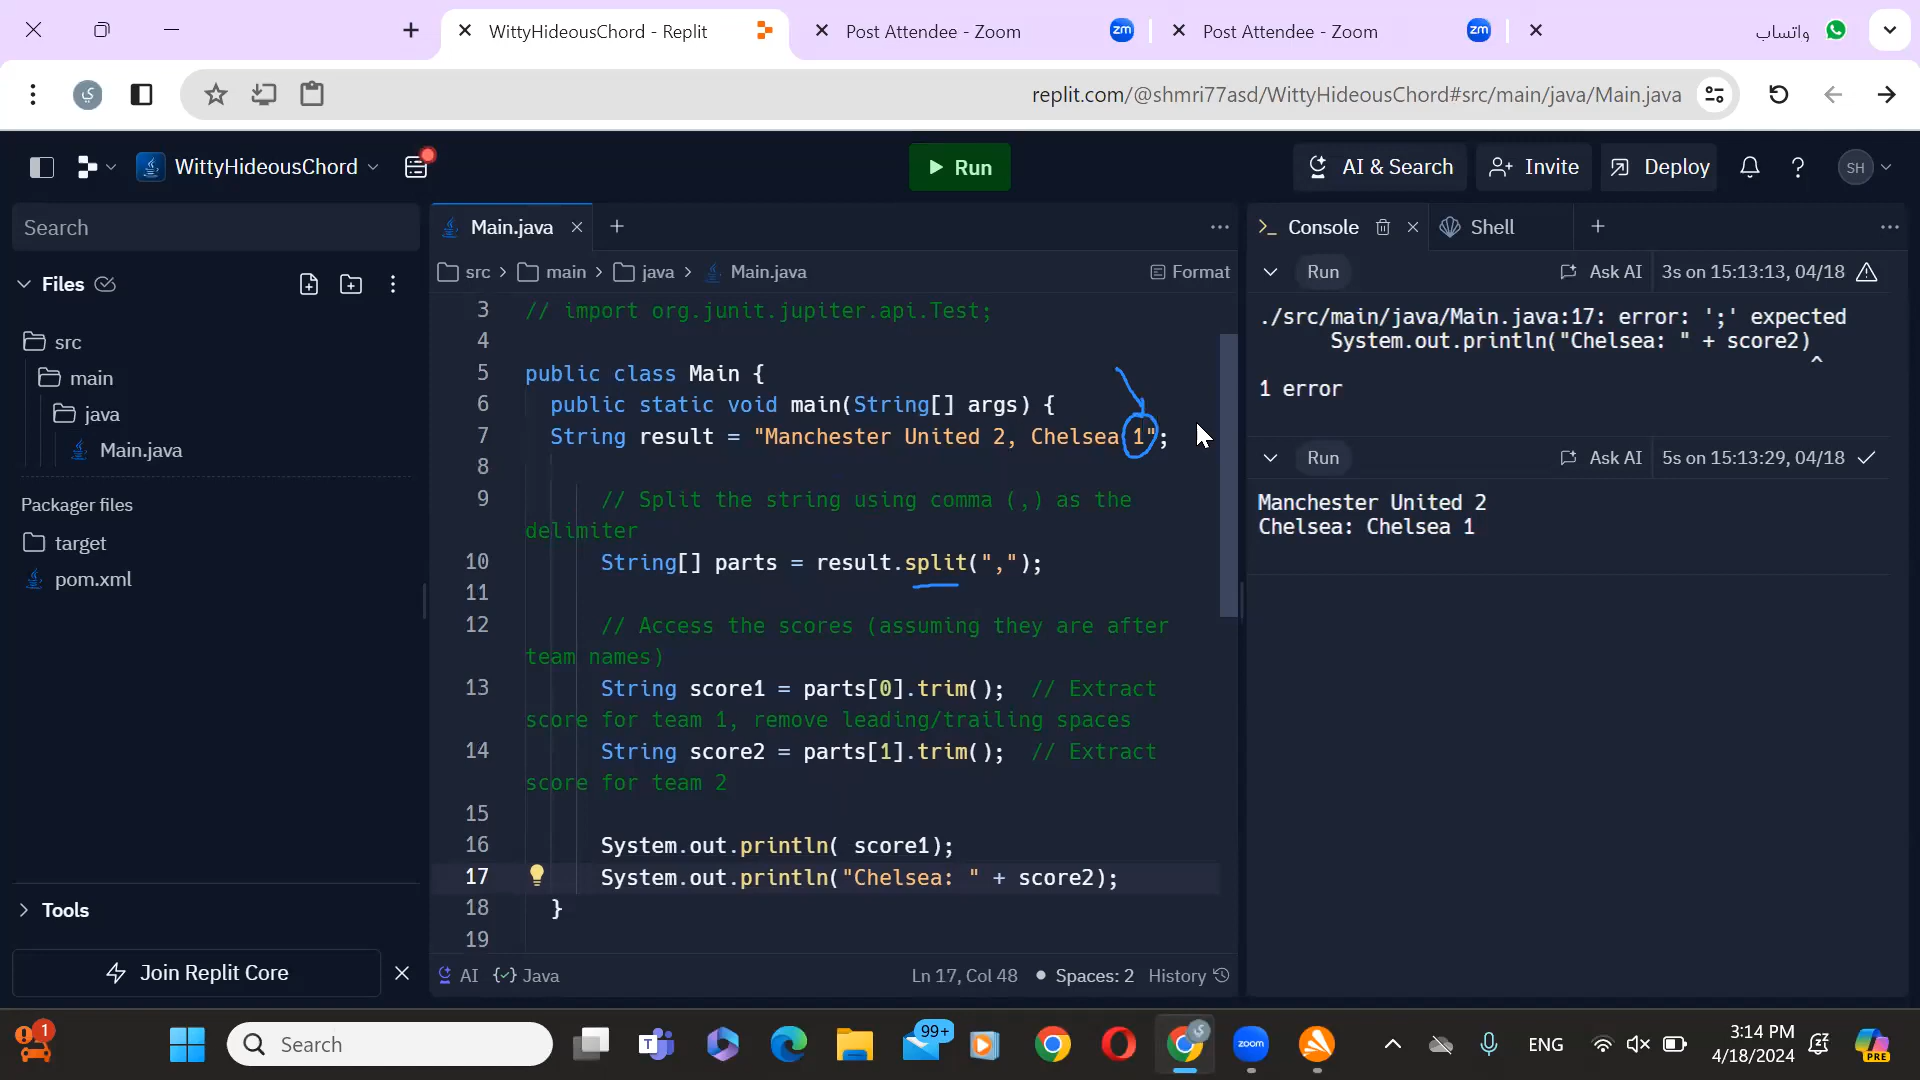 WittyHideousChord - Replit
Post Attendee - Zoom
zm
Post Attendee - Zoom
zm
واتساب
ي
replit.com/@shmri77asd/WittyHideousChord#src/main/java/Main.java
WittyHideousChord
Run
AI & Search
Invite
Deploy
?
SH
Search
Files
src
main
java
Main.java
Packager files
target
pom.xml
Tools
Join Replit Core
Main.java
src > main > java > Main.java
Format
3 // import org.junit.jupiter.api.Test;
4
5 public class Main {
6 public static void main(String[] args) {
7 String result = "Manchester United 2, Chelsea 1";
8
9 // Split the string using comma (,) as the
delimiter
10 String[] parts = result.split(",");
11
12 // Access the scores (assuming they are after
team names)
13 String score1 = parts[0].trim(); // Extract
score for team 1, remove leading/trailing spaces
14 String score2 = parts[1].trim(); // Extract
score for team 2
15
16 System.out.println( score1);
17 System.out.println("Chelsea: " + score2);
18 }
19
AI
Java
Ln 17, Col 48
Spaces: 2
History
Console
Shell
Run
Ask AI
3s on 15:13:13, 04/18
./src/main/java/Main.java:17: error: ';' expected
System.out.println("Chelsea: " + score2)
^
1 error
Run
Ask AI
5s on 15:13:29, 04/18
Manchester United 2
Chelsea: Chelsea 1
1
Search
T
99+
ي
zoom
ENG
3:14 PM
4/18/2024
PRE